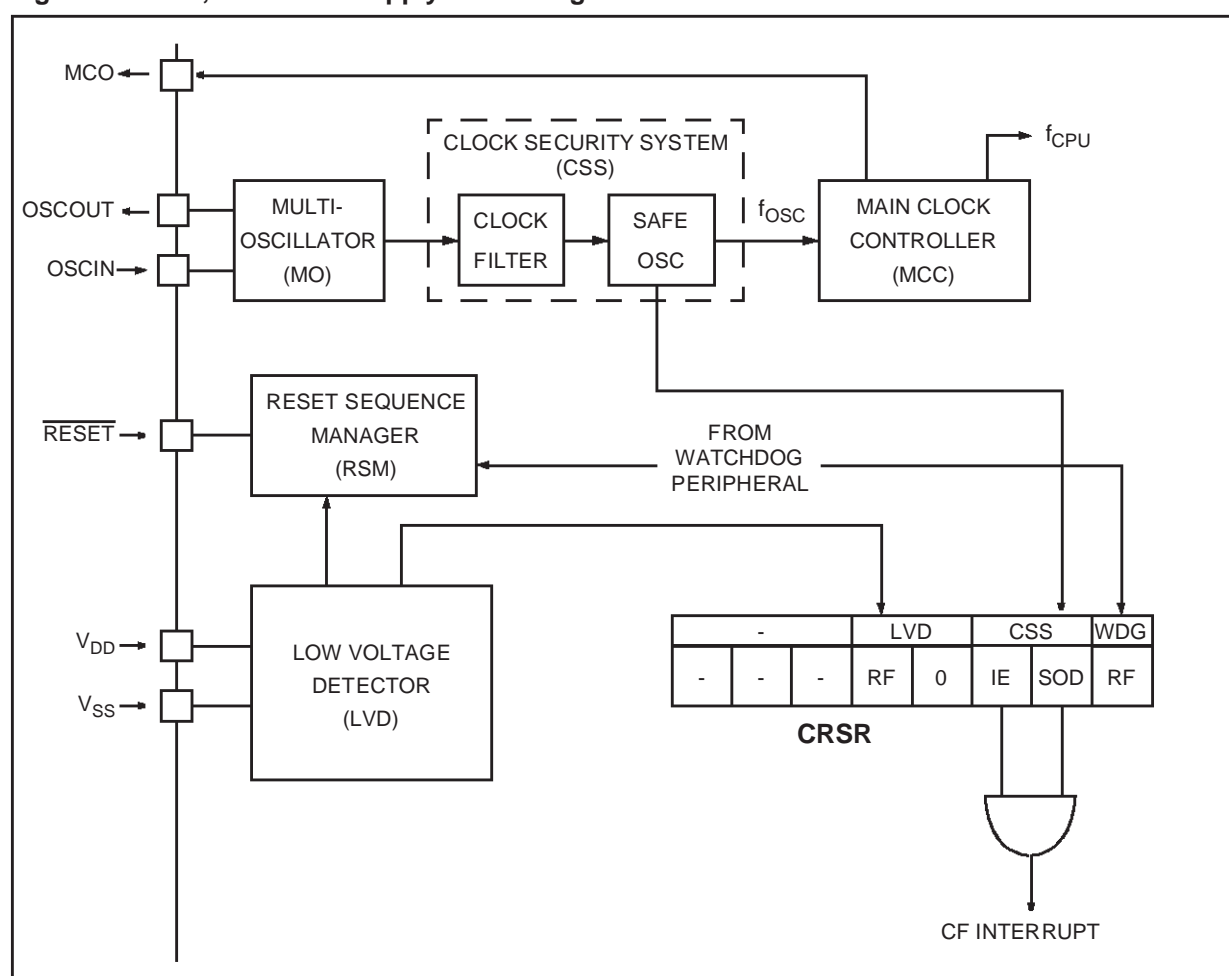 MCO
CLOCK SECURITY SYSTEM
(CSS)
fCPU
OSCOUT
OSCIN
MULTI-
OSCILLATOR
(MO)
CLOCK
FILTER
SAFE
OSC
fOSC
MAIN CLOCK
CONTROLLER
(MCC)
RESET
RESET SEQUENCE
MANAGER
(RSM)
FROM
WATCHDOG
PERIPHERAL
VDD
VSS
LOW VOLTAGE
DETECTOR
(LVD)
- LVD CSS WDG
- - - RF 0 IE SOD RF
CRSR
CF INTERRUPT